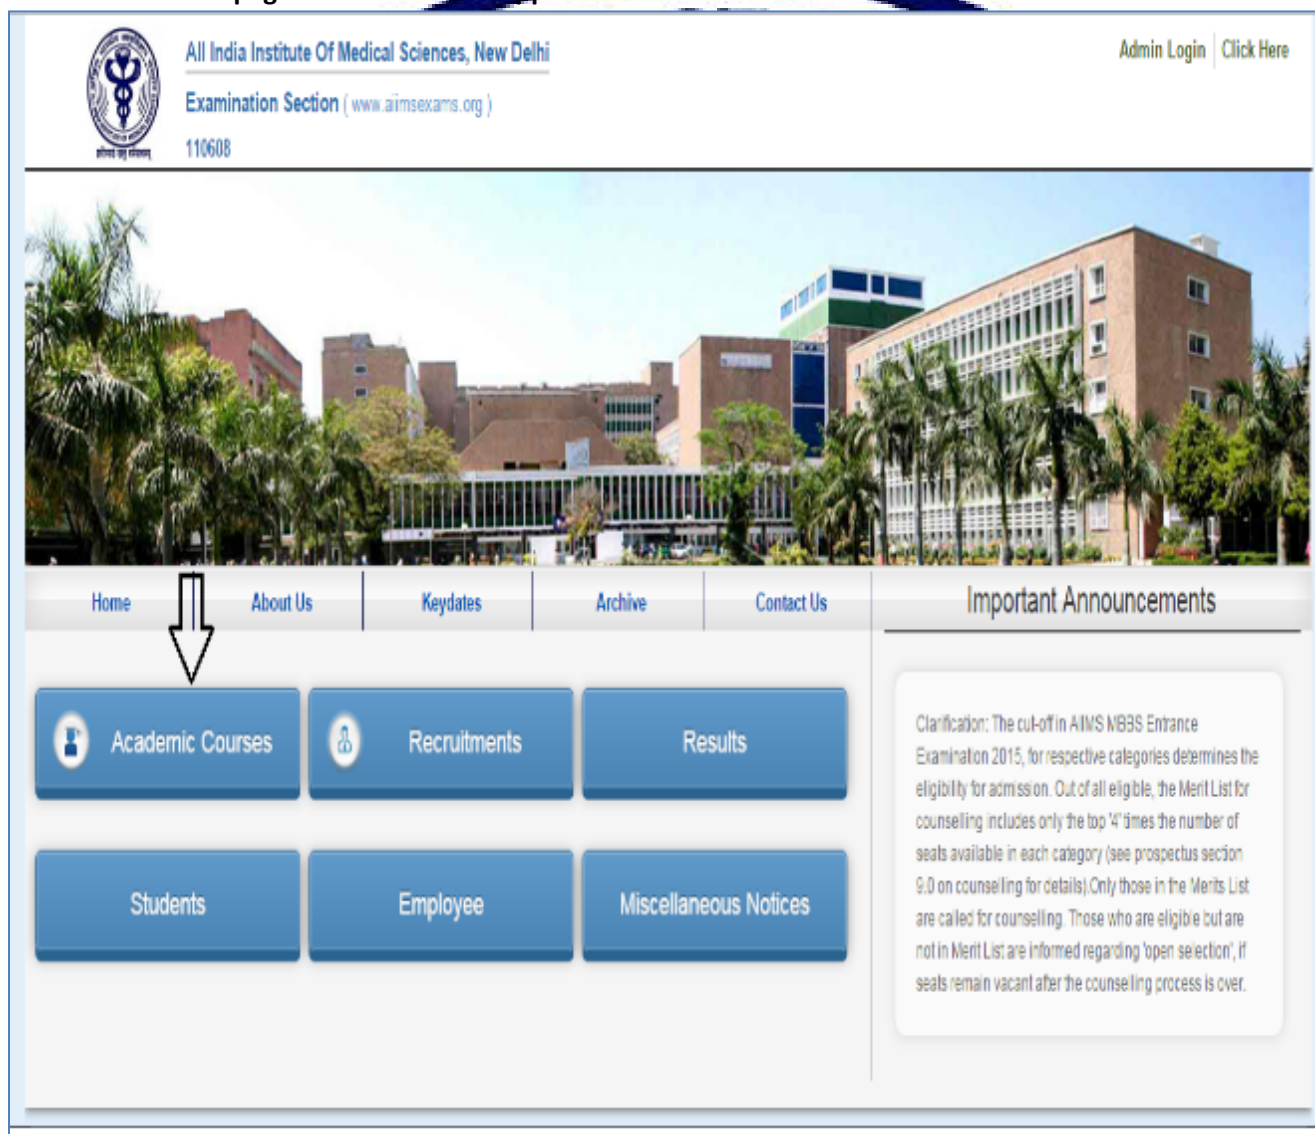 All India Institute Of Medical Sciences, New Delhi
Admin Login Click Here
Examination Section ( www.aiimsexams.org )
110608
Home About Us Keydates Archive Contact Us
Important Announcements
Academic Courses Recruitments Results
Students Employee Miscellaneous Notices
Clarification: The cut-off in AIIMS MBBS Entrance
Examination 2015, for respective categories determines the
eligibility for admission. Out of all eligible, the Merit List for
counselling includes only the top '4' times the number of
seats available in each category (see prospectus section
9.0 on counselling for details).Only those in the Merits List
are called for counselling. Those who are eligible but are
not in Merit List are informed regarding 'open selection', if
seats remain vacant after the counselling process is over.